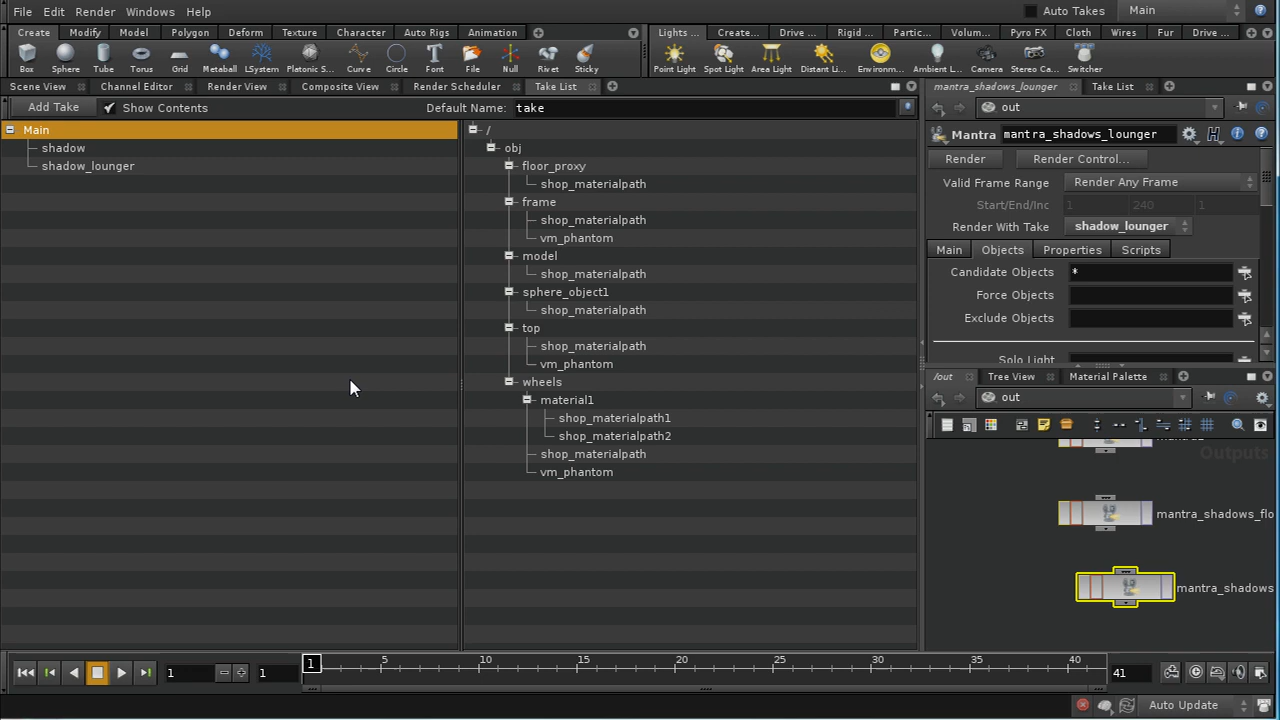 File Edit Render Windows Help Auto Takes Main
Create Modify Model Polygon Deform Texture Character Auto Rigs Animation Lights ... Create... Drive ... Rigid ... Partic... Volum... Pyro FX Cloth Wires Fur Drive ...
Box Sphere Tube Torus Grid Metaball LSystem Platonic S... Curve Circle Font File Null Rivet Sticky Point Light Spot Light Area Light Distant Li... Environm... Ambient L... Camera Stereo Ca... Switcher
Scene View Channel Editor Render View Composite View Render Scheduler Take List mantra_shadows_lounger Take List
Add Take Show Contents Default Name: take out
Main / Mantra mantra_shadows_lounger
shadow obj
Render Render Control...
shadow_lounger floor_proxy
shop_materialpath Valid Frame Range Render Any Frame
frame Start/End/Inc 1 240 1
shop_materialpath Render With Take shadow_lounger
vm_phantom
Main Objects Properties Scripts
model
shop_materialpath Candidate Objects *
sphere_object1 Force Objects
shop_materialpath Exclude Objects
top
shop_materialpath
Solo Light
vm_phantom
/out Tree View Material Palette
wheels
material1 out
shop_materialpath1
shop_materialpath2
shop_materialpath Outputs
vm_phantom
mantra_shadows_flo
mantra_shadows
1 1 1 5 10 15 20 25 30 35 40 41
Auto Update